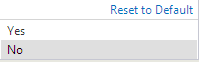 Reset to Default
Yes
No